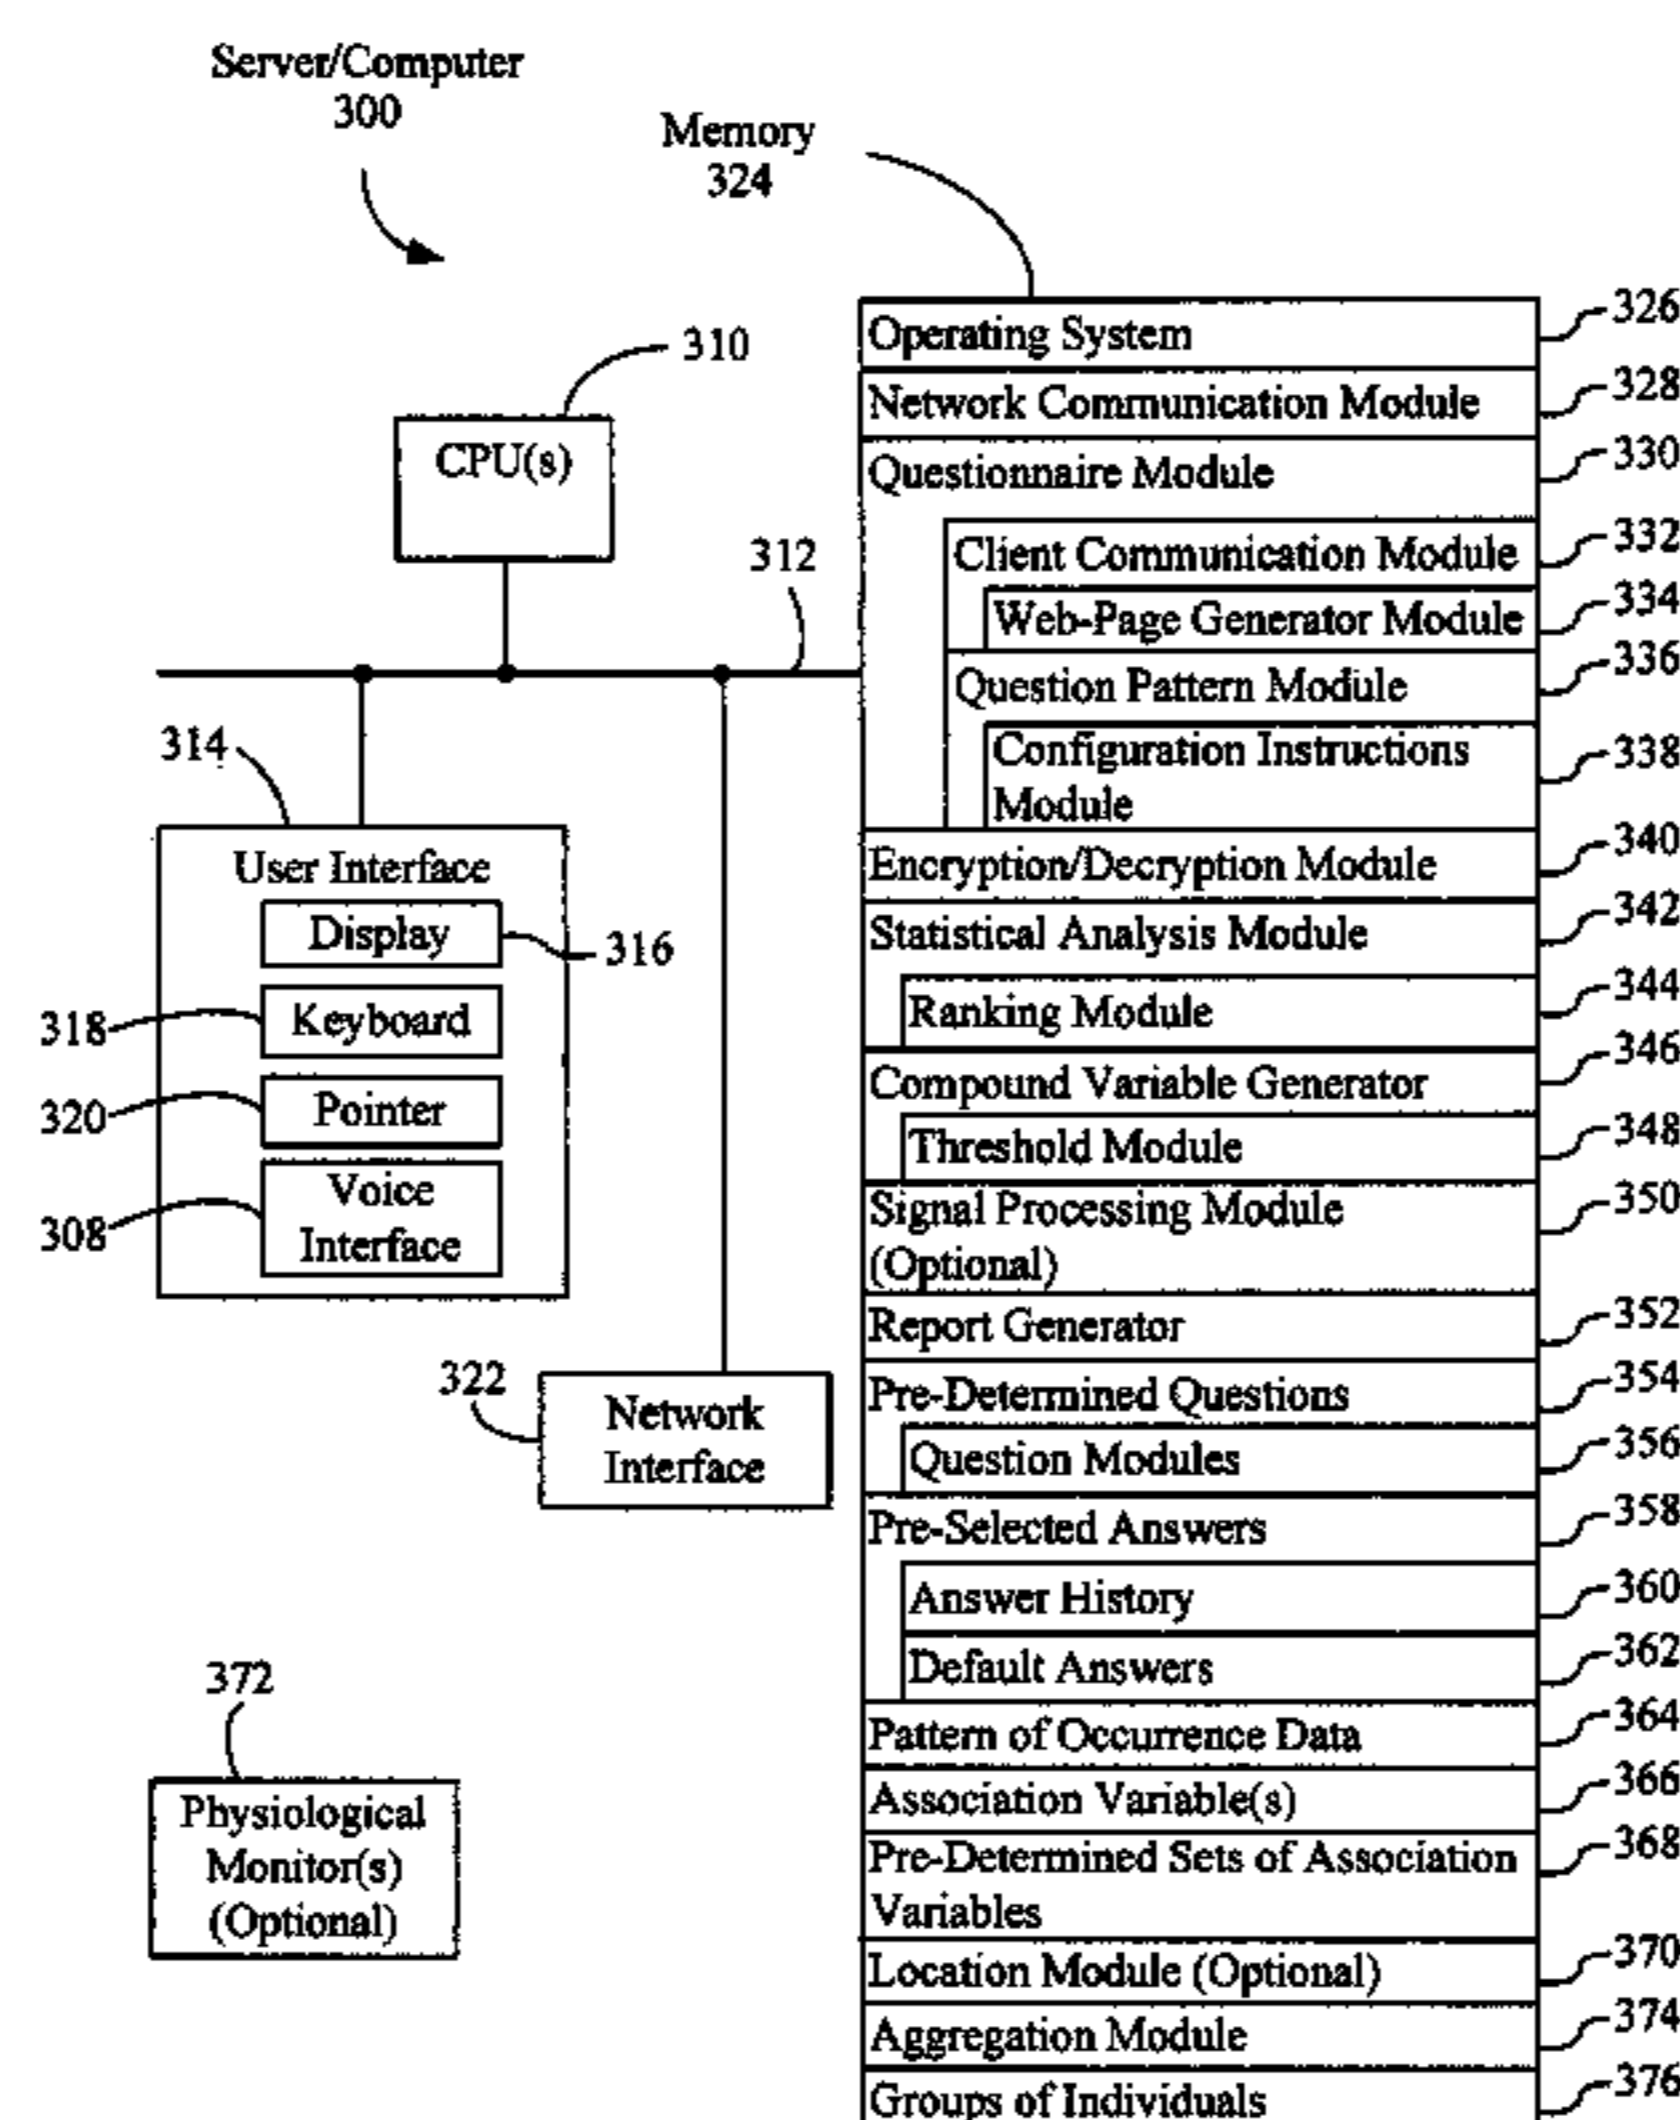 Server/Computer
300
Memory
324
310
CPU(s)
312
314
User Interface
Display
316
318
Keyboard
320
Pointer
308
Voice
Interface
322
Network
Interface
372
Physiological
Monitor(s)
(Optional)
Operating System
326
Network Communication Module
328
Questionnaire Module
330
Client Communication Module
332
Web-Page Generator Module
334
Question Pattern Module
336
Configuration Instructions
Module
338
Encryption/Decryption Module
340
Statistical Analysis Module
342
Ranking Module
344
Compound Variable Generator
346
Threshold Module
348
Signal Processing Module
(Optional)
350
Report Generator
352
Pre-Determined Questions
354
Question Modules
356
Pre-Selected Answers
358
Answer History
360
Default Answers
362
Pattern of Occurrence Data
364
Association Variable(s)
366
Pre-Determined Sets of Association
Variables
368
Location Module (Optional)
370
Aggregation Module
374
Groups of Individuals
376